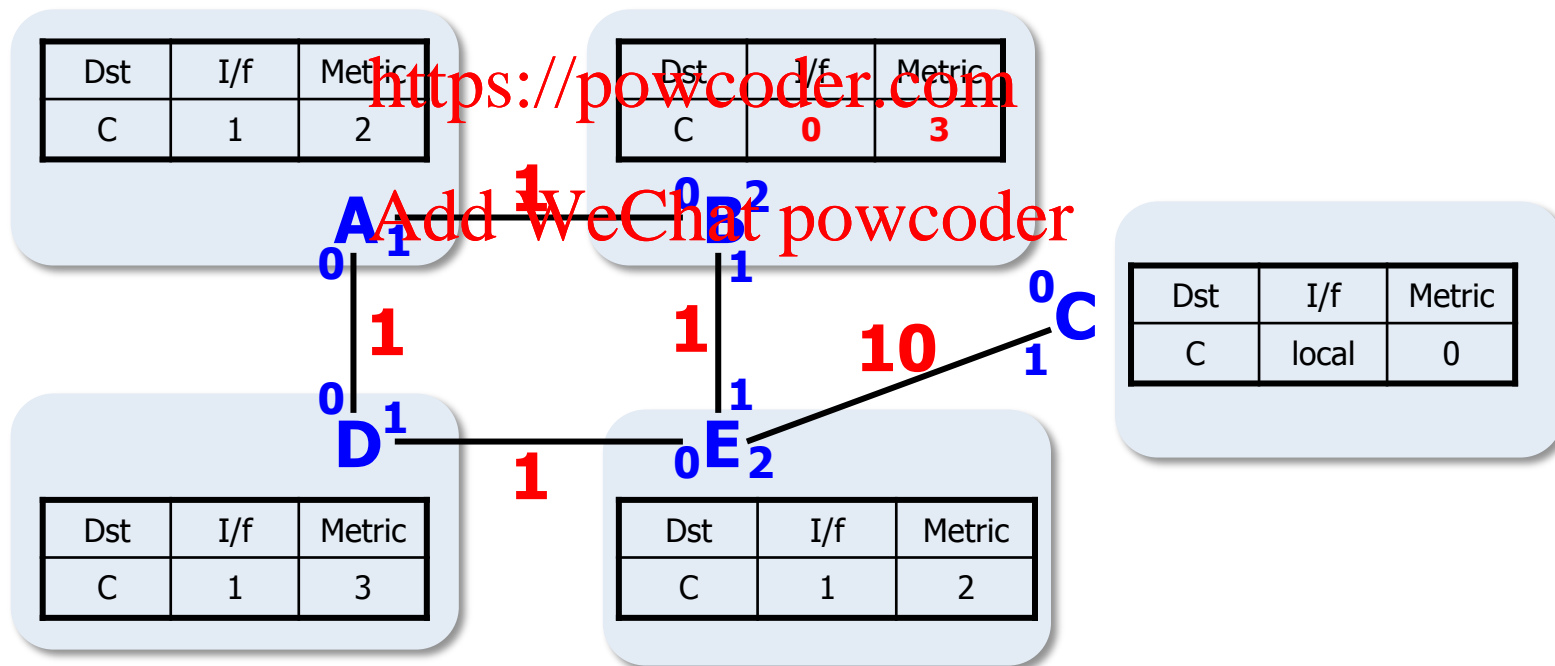 Dst I/f Metric
C 1 2
Dst I/f Metric
C 0 3
https://powcoder.com
1
0 2
A B
Add WeChat powcoder
1
0 1
0
C
1
1 1 10
Dst I/f Metric
C local 0
0 1 1
D E
0 2
1
Dst I/f Metric
C 1 3
Dst I/f Metric
C 1 2